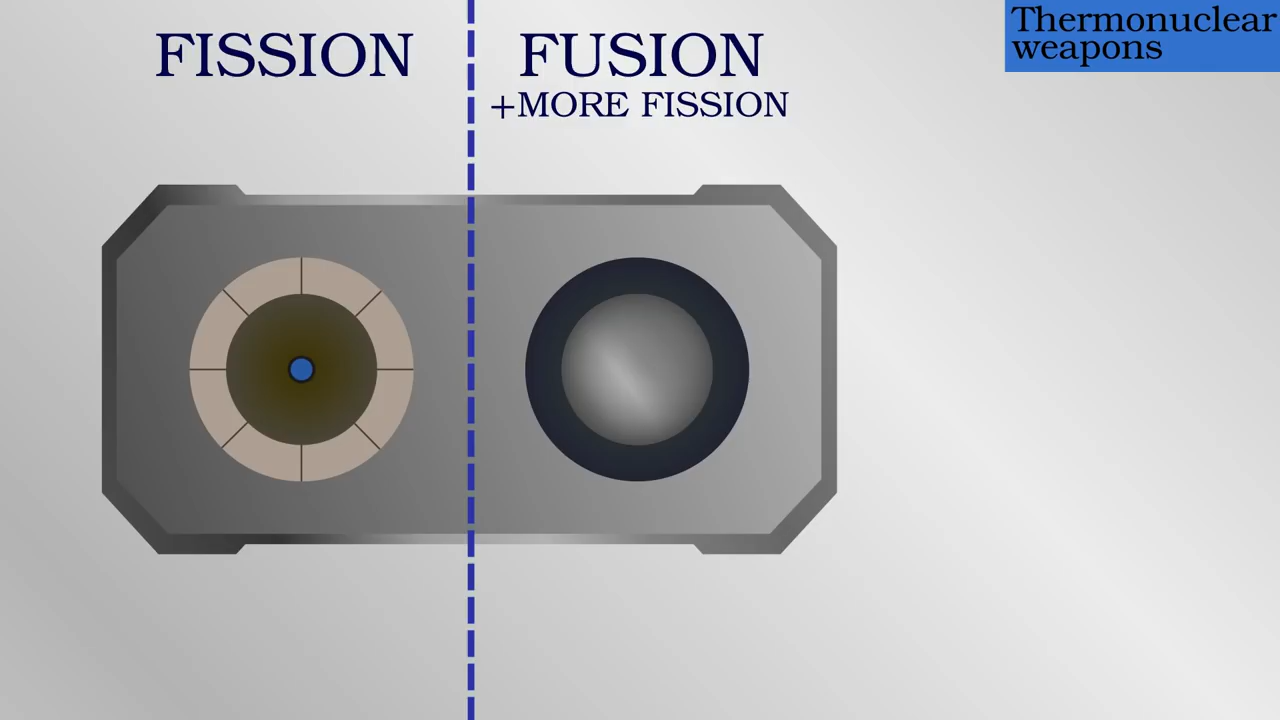 FISSION
FUSION
+MORE FISSION
Thermonuclear
weapons